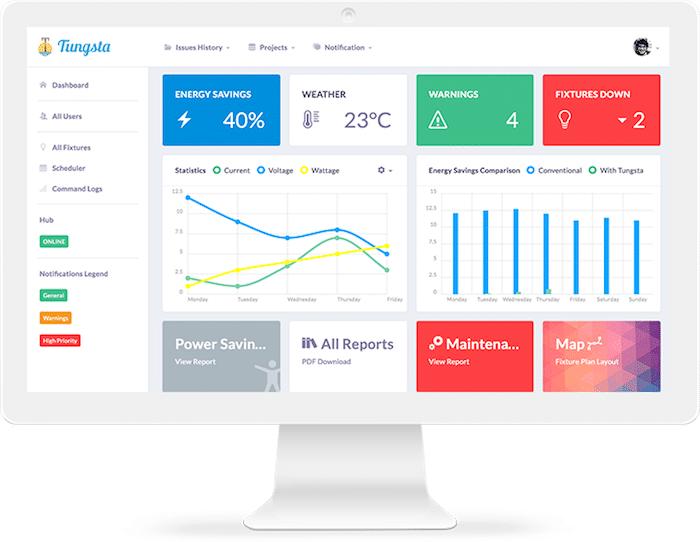 Tungsta
Issues History
Projects
Notification
Dashboard
All Users
All Fixtures
Scheduler
Command Logs
Hub
ONLINE
Notifications Legend
General
Warnings
High Priority
ENERGY SAVINGS
40%
WEATHER
23°C
WARNINGS
4
FIXTURES DOWN
2
Statistics Current Voltage Wattage
12.5
10
7.5
5
2.5
0
Monday Tuesday Wednesday Thursday Friday
Energy Savings Comparison Conventional With Tungsta
15
12.5
10
7.5
5
2.5
0
Monday Tuesday Wednesday Thursday Friday Saturday Sunday
Power Savin...
View Report
All Reports
PDF Download
Maintena...
View Report
Map
Fixture Plan Layout